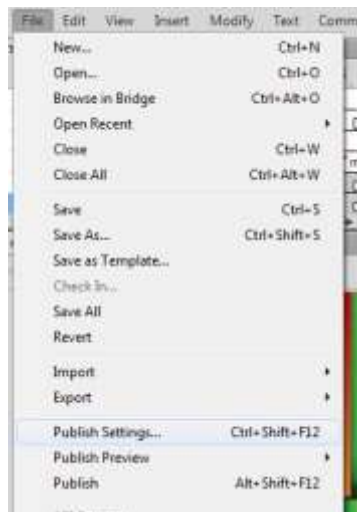 File Edit View Insert Modify Text Comm
New... Ctrl+N
Open... Ctrl+O
Browse in Bridge Ctrl+Alt+O
Open Recent
Close Ctrl+W
Close All Ctrl+Alt+W
Save Ctrl+S
Save As... Ctrl+Shift+S
Save as Template...
Check In...
Save All
Revert
Import
Export
Publish Settings... Ctrl+Shift+F12
Publish Preview
Publish Alt+Shift+F12